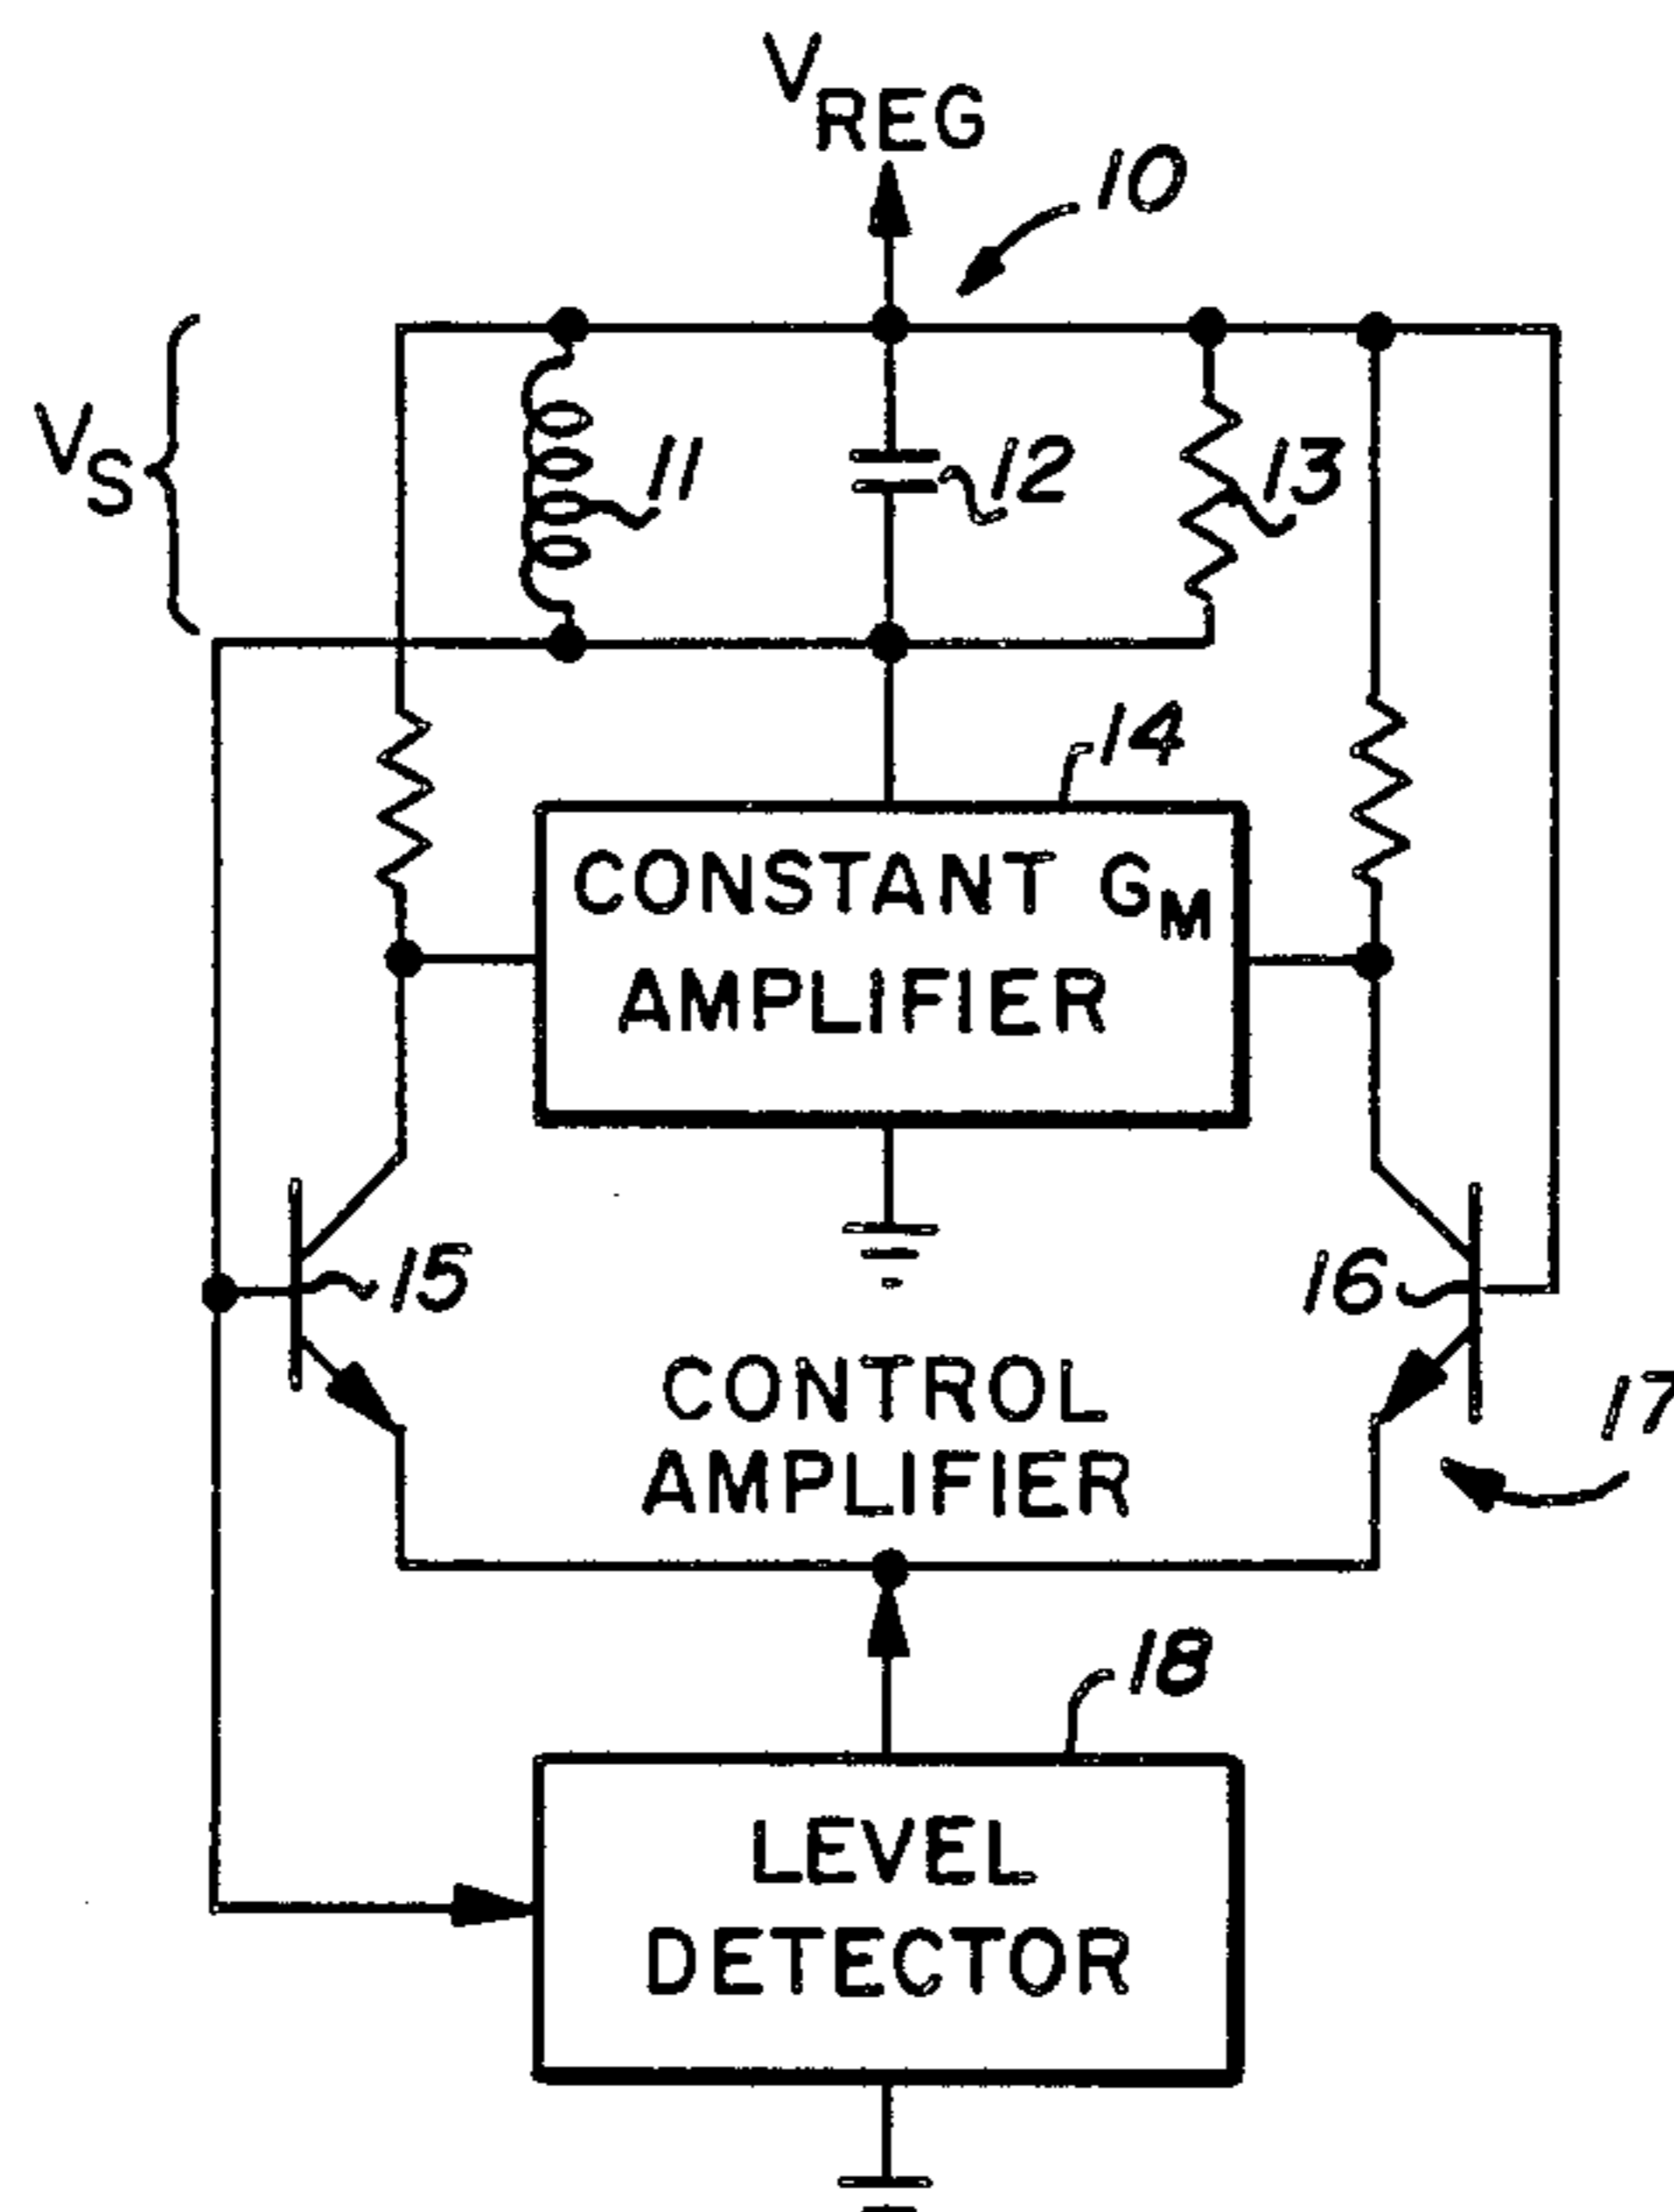 VREG
10
VS
11
12
13
14
CONSTANT GM
AMPLIFIER
15
16
CONTROL
AMPLIFIER
17
18
LEVEL
DETECTOR